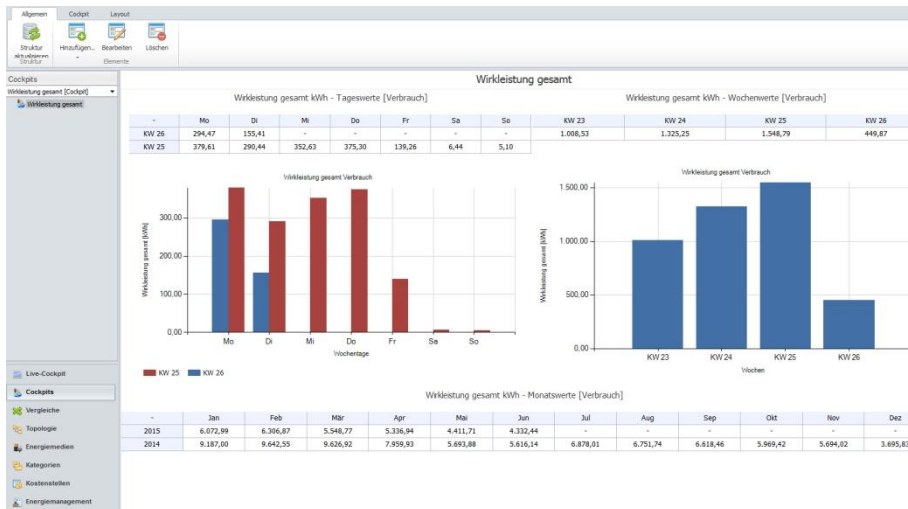 Allgemein Cockpit Layout
Struktur aktualisieren Hinzufügen... Bearbeiten Löschen
Struktur Elemente
Cockpits
Wirkleistung gesamt [Cockpit]
Wirkleistung gesamt
Wirkleistung gesamt
Wirkleistung gesamt kWh - Tageswerte [Verbrauch]
- Mo Di Mi Do Fr Sa So
KW 26 294,47 155,41 - - - - -
KW 25 379,61 290,44 352,63 375,30 139,26 6,44 5,10
Wirkleistung gesamt kWh - Wochenwerte [Verbrauch]
KW 23 KW 24 KW 25 KW 26
1.008,53 1.325,25 1.548,79 449,87
Wirkleistung gesamt Verbrauch
Wirkleistung gesamt [kWh]
300,00
200,00
100,00
0,00
Mo Di Mi Do Fr Sa So
Wochentage
KW 25 KW 26
Wirkleistung gesamt Verbrauch
Wirkleistung gesamt [kWh]
1.500,00
1.000,00
500,00
0,00
KW 23 KW 24 KW 25 KW 26
Wochen
Wirkleistung gesamt kWh - Monatswerte [Verbrauch]
- Jan Feb Mär Apr Mai Jun Jul Aug Sep Okt Nov Dez
2015 6.072,99 6.306,87 5.548,77 5.336,94 4.411,71 4.332,44 - - - - - -
2014 9.187,00 9.642,55 9.626,92 7.959,93 5.693,88 5.616,14 6.878,01 6.751,74 6.618,46 5.969,42 5.694,02 3.695,83
Live-Cockpit
Cockpits
Vergleiche
Topologie
Energiemedien
Kategorien
Kostenstellen
Energiemanagement